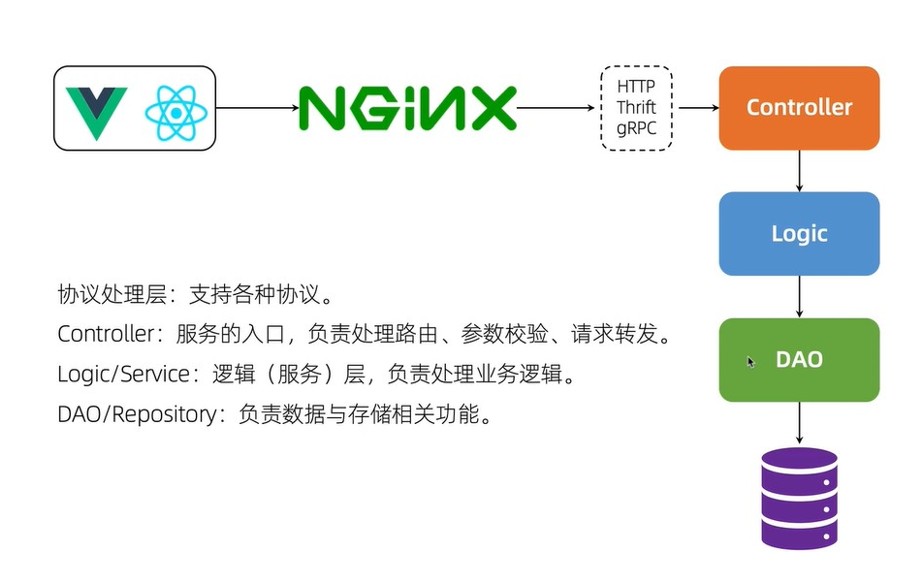 NGINX
HTTP
Thrift
gRPC
Controller
Logic
DAO
协议处理层：支持各种协议。
Controller：服务的入口，负责处理路由、参数校验、请求转发。
Logic/Service：逻辑（服务）层，负责处理业务逻辑。
DAO/Repository：负责数据与存储相关功能。